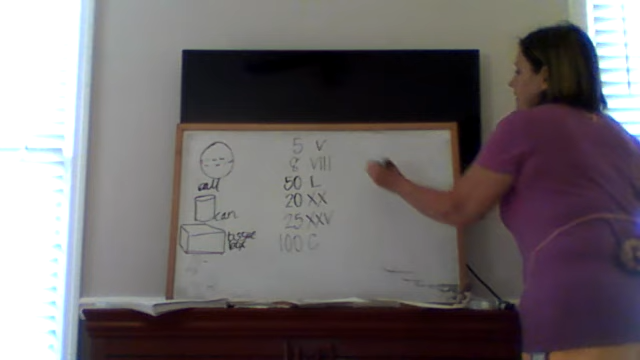 ball
can
tissue
box
5 V
8 VIII
50 L
20 XX
25 XXV
100 C